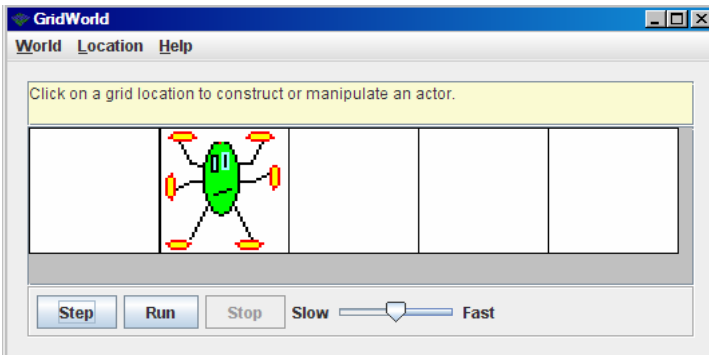 GridWorld
World Location Help
Click on a grid location to construct or manipulate an actor.
Step Run Stop Slow Fast